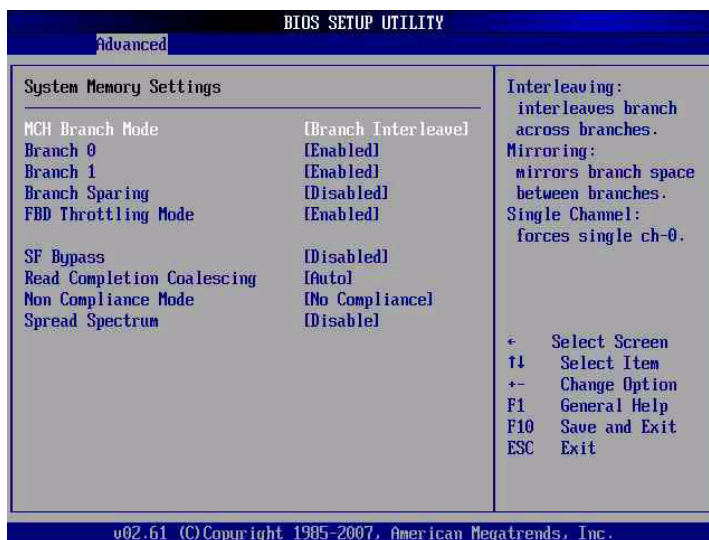 BIOS SETUP UTILITY
Advanced
System Memory Settings
MCH Branch Mode [Branch Interleave]
Branch 0 [Enabled]
Branch 1 [Enabled]
Branch Sparing [Disabled]
FBD Throttling Mode [Enabled]
SF Bypass [Disabled]
Read Completion Coalescing [Auto]
Non Compliance Mode [No Compliance]
Spread Spectrum [Disable]
Interleaving:
interleaves branch
across branches.
Mirroring:
mirrors branch space
between branches.
Single Channel:
forces single ch-0.
← Select Screen
↑↓ Select Item
+- Change Option
F1 General Help
F10 Save and Exit
ESC Exit
v02.61 (C)Copyright 1985-2007, American Megatrends, Inc.